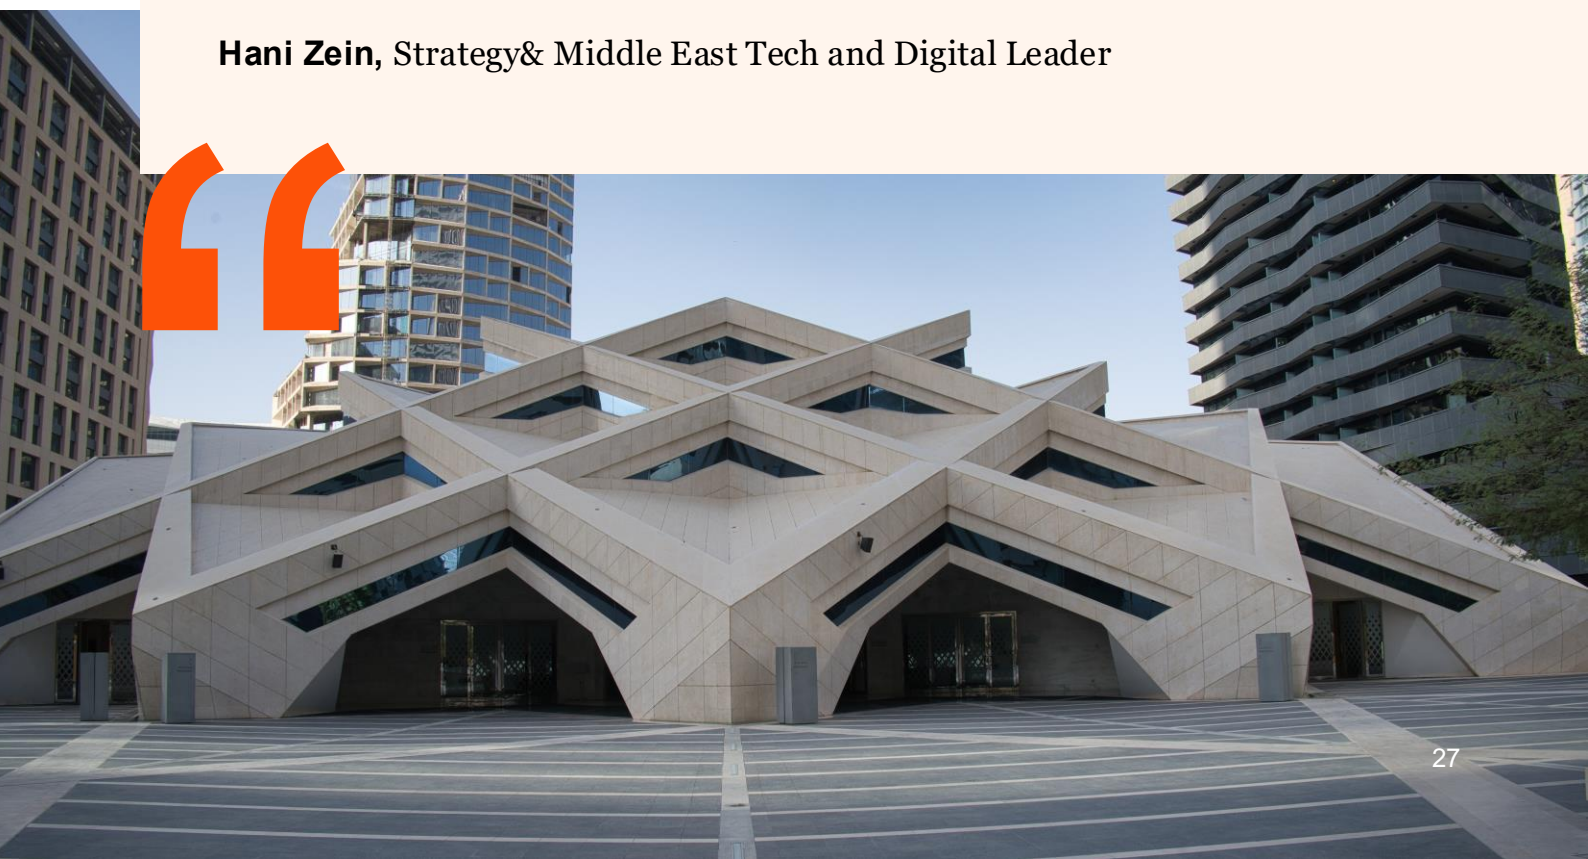 Hani Zein, Strategy& Middle East Tech and Digital Leader
“
27